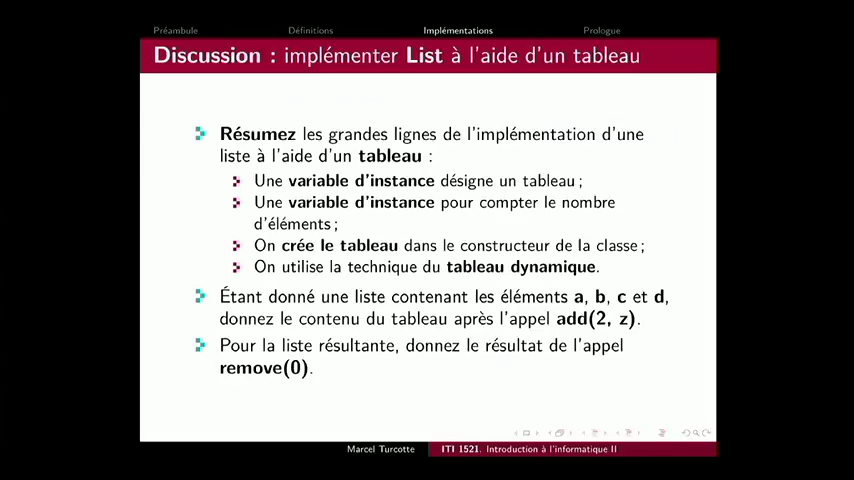 Préambule Définitions Implémentations Prologue
Discussion : implémenter List à l'aide d'un tableau
Résumez les grandes lignes de l'implémentation d'une
liste à l'aide d'un tableau :
Une variable d'instance désigne un tableau ;
Une variable d'instance pour compter le nombre
d'éléments ;
On crée le tableau dans le constructeur de la classe ;
On utilise la technique du tableau dynamique.
Étant donné une liste contenant les éléments a, b, c et d,
donnez le contenu du tableau après l'appel add(2, z).
Pour la liste résultante, donnez le résultat de l'appel
remove(0).
Marcel Turcotte ITI 1521. Introduction à l'informatique II